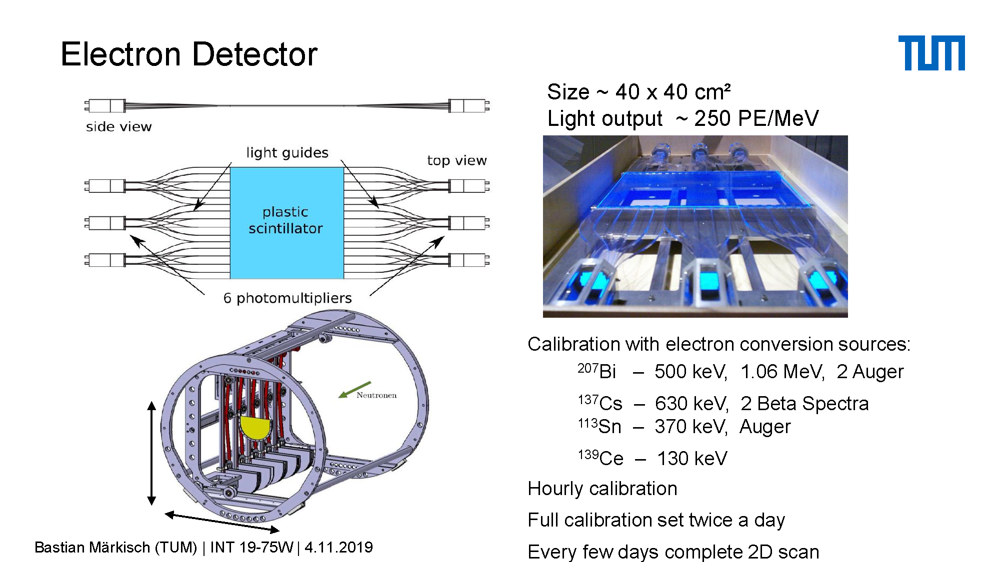 Electron Detector
TUM
side view
light guides
top view
plastic
scintillator
6 photomultipliers
Neutronen
Size ~ 40 x 40 cm²
Light output ~ 250 PE/MeV
Calibration with electron conversion sources:
²⁰⁷Bi – 500 keV, 1.06 MeV, 2 Auger
¹³⁷Cs – 630 keV, 2 Beta Spectra
¹¹³Sn – 370 keV, Auger
¹³⁹Ce – 130 keV
Hourly calibration
Full calibration set twice a day
Every few days complete 2D scan
Bastian Märkisch (TUM) | INT 19-75W | 4.11.2019